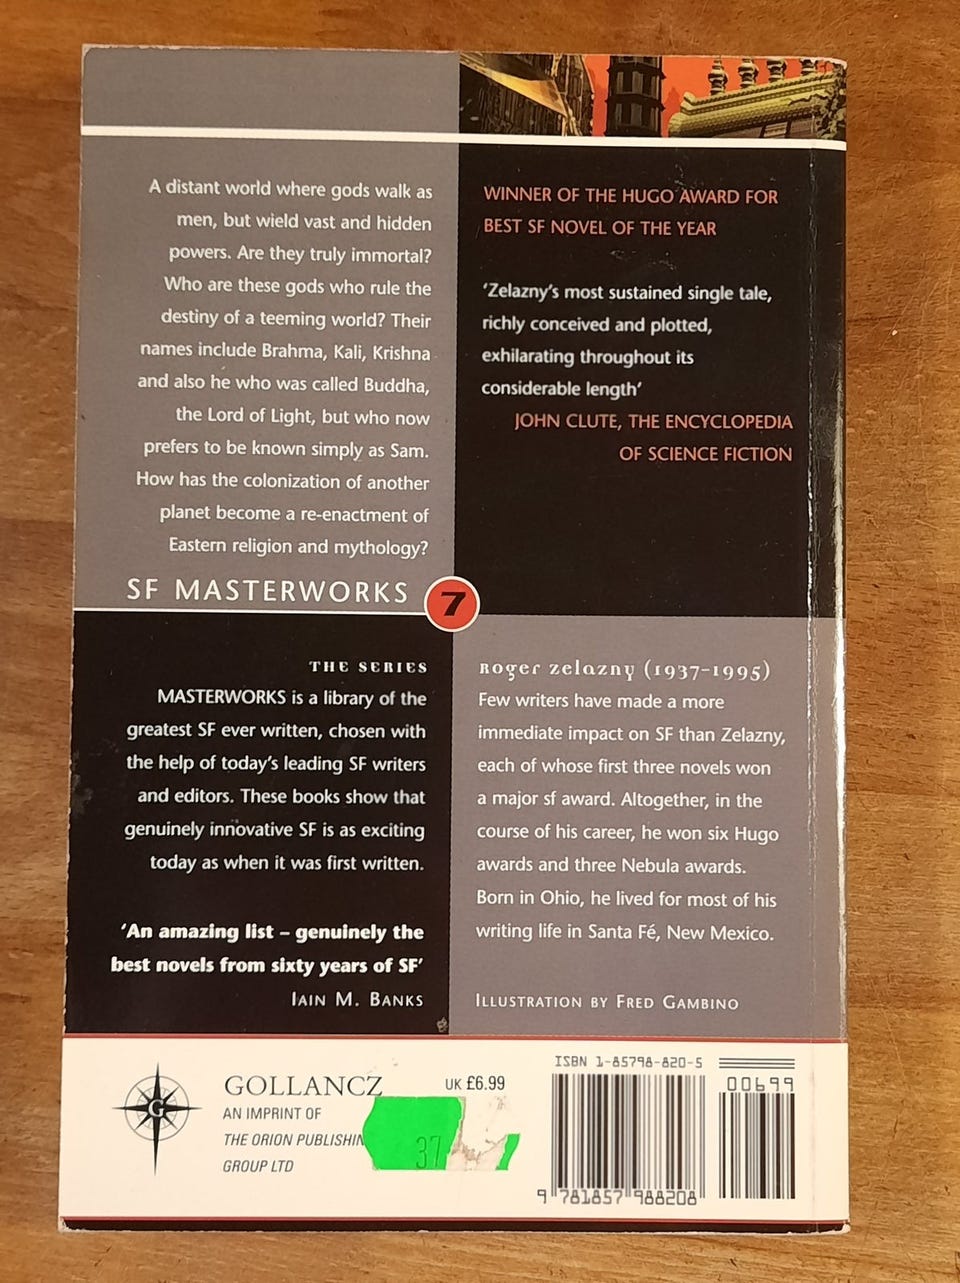 A distant world where gods walk as
men, but wield vast and hidden
powers. Are they truly immortal?
Who are these gods who rule the
destiny of a teeming world? Their
names include Brahma, Kali, Krishna
and also he who was called Buddha,
the Lord of Light, but who now
prefers to be known simply as Sam.
How has the colonization of another
planet become a re-enactment of
Eastern religion and mythology?
WINNER OF THE HUGO AWARD FOR
BEST SF NOVEL OF THE YEAR
‘Zelazny’s most sustained single tale,
richly conceived and plotted,
exhilarating throughout its
considerable length’
JOHN CLUTE, THE ENCYCLOPEDIA
OF SCIENCE FICTION
SF MASTERWORKS 7
THE SERIES
MASTERWORKS is a library of the
greatest SF ever written, chosen with
the help of today’s leading SF writers
and editors. These books show that
genuinely innovative SF is as exciting
today as when it was first written.
‘An amazing list – genuinely the
best novels from sixty years of SF’
IAIN M. BANKS
Roger Zelazny (1937–1995)
Few writers have made a more
immediate impact on SF than Zelazny,
each of whose first three novels won
a major sf award. Altogether, in the
course of his career, he won six Hugo
awards and three Nebula awards.
Born in Ohio, he lived for most of his
writing life in Santa Fé, New Mexico.
ILLUSTRATION BY FRED GAMBINO
G
GOLLANCZ
AN IMPRINT OF
THE ORION PUBLISHIN
GROUP LTD
UK £6.99
37
ISBN 1-85798-820-5
00699
9 781857 988208